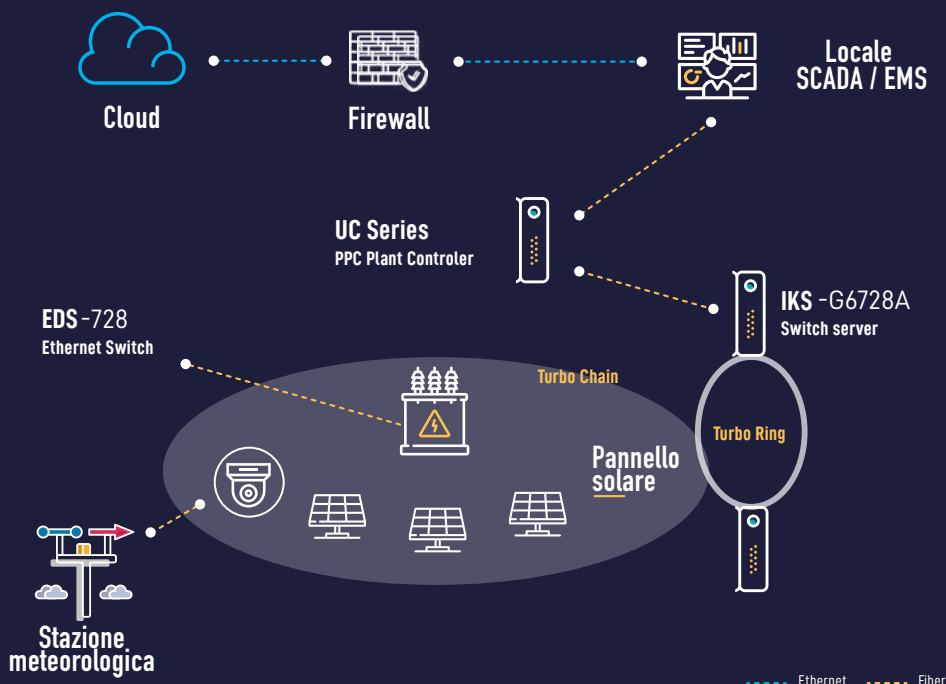 Cloud
Firewall
Locale
SCADA / EMS
UC Series
PPC Plant Controler
IKS -G6728A
Switch server
EDS -728
Ethernet Switch
Turbo Chain
Turbo Ring
Pannello
solare
Stazione
meteorologica
Ethernet
Fiber